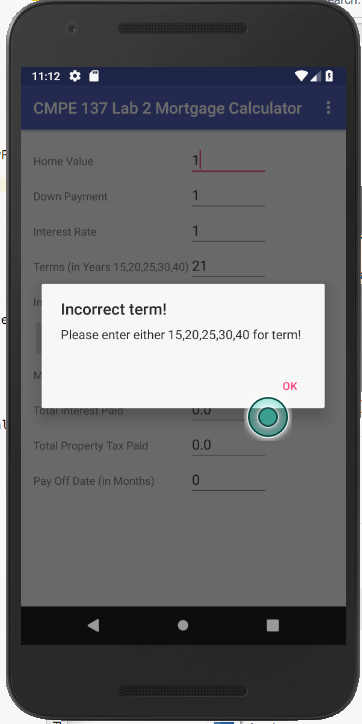 11:12
CMPE 137 Lab 2 Mortgage Calculator
Home Value 1
Down Payment 1
Interest Rate 1
Terms (in Years 15,20,25,30,40) 21
In
Incorrect term!
Please enter either 15,20,25,30,40 for term!
OK
M
Total Interest Paid 0.0
Total Property Tax Paid 0.0
Pay Off Date (in Months) 0